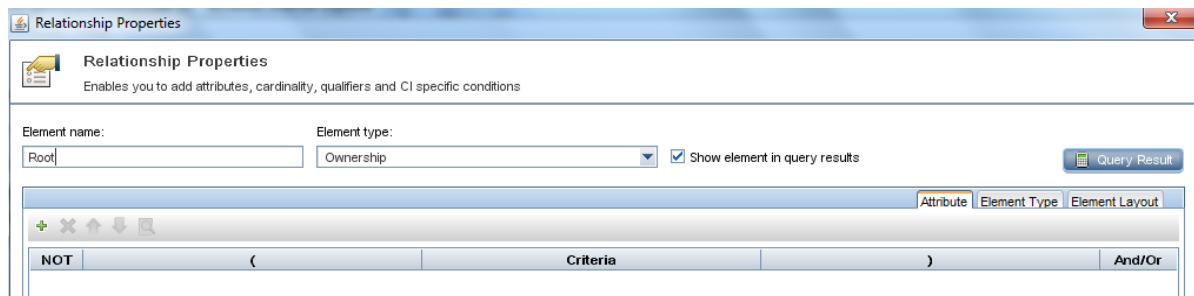 Relationship Properties
Relationship Properties
Enables you to add attributes, cardinality, qualifiers and CI specific conditions
Element name: Element type:
Root Ownership Show element in query results Query Result
Attribute Element Type Element Layout
NOT ( Criteria ) And/Or